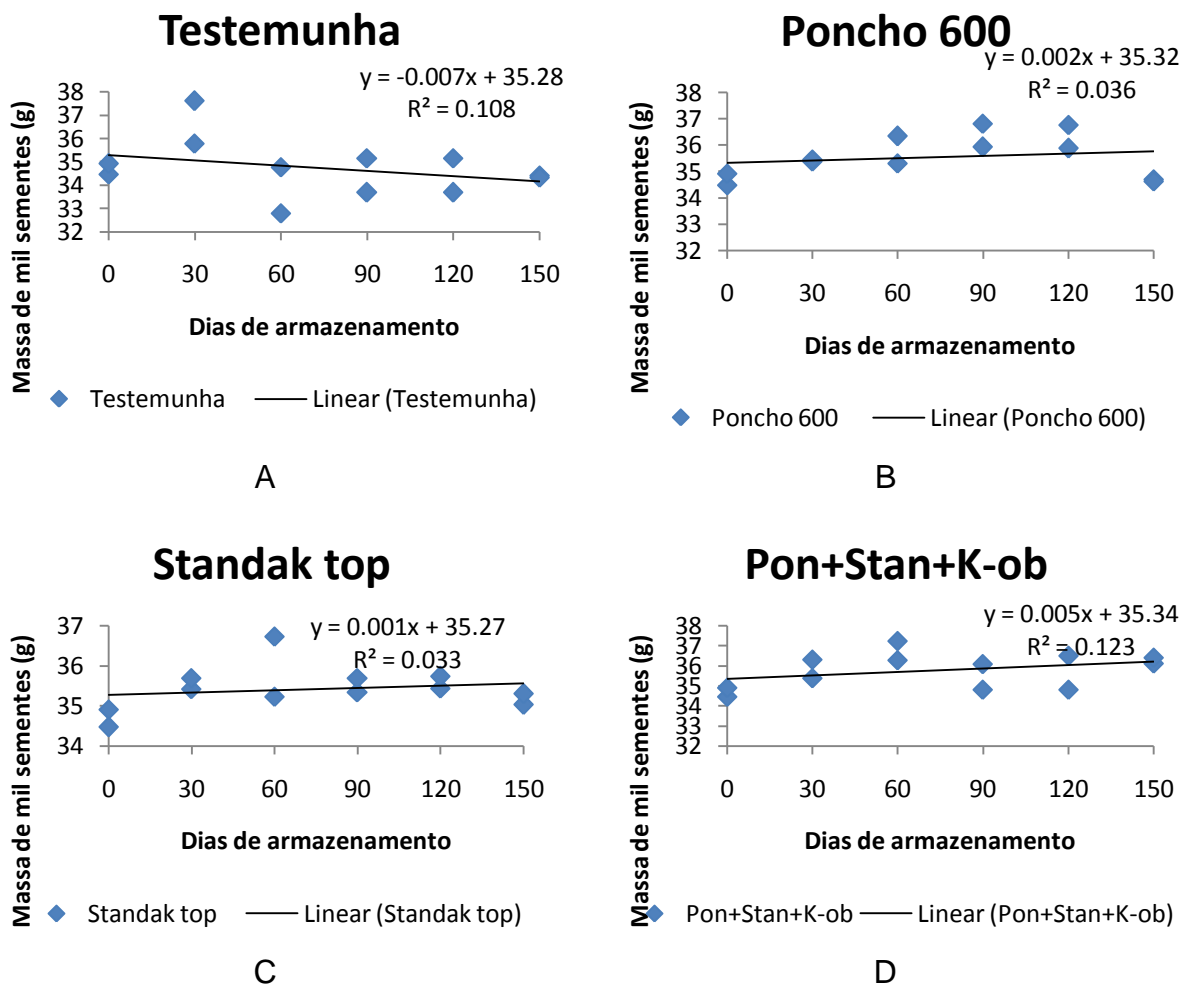 Testemunha
y = -0.007x + 35.28
R² = 0.108
Massa de mil sementes (g)
38
37
36
35
34
33
32
0 30 60 90 120 150
Dias de armazenamento
Testemunha Linear (Testemunha)
A
Poncho 600
y = 0.002x + 35.32
R² = 0.036
Massa de mil sementes (g)
38
37
36
35
34
33
32
0 30 60 90 120 150
Dias de armazenamento
Poncho 600 Linear (Poncho 600)
B
Standak top
y = 0.001x + 35.27
R² = 0.033
Massa de mil sementes (g)
37
36
35
34
0 30 60 90 120 150
Dias de armazenamento
Standak top Linear (Standak top)
C
Pon+Stan+K-ob
y = 0.005x + 35.34
R² = 0.123
Massa de mil sementes (g)
38
37
36
35
34
33
32
0 30 60 90 120 150
Dias de armazenamento
Pon+Stan+K-ob Linear (Pon+Stan+K-ob)
D